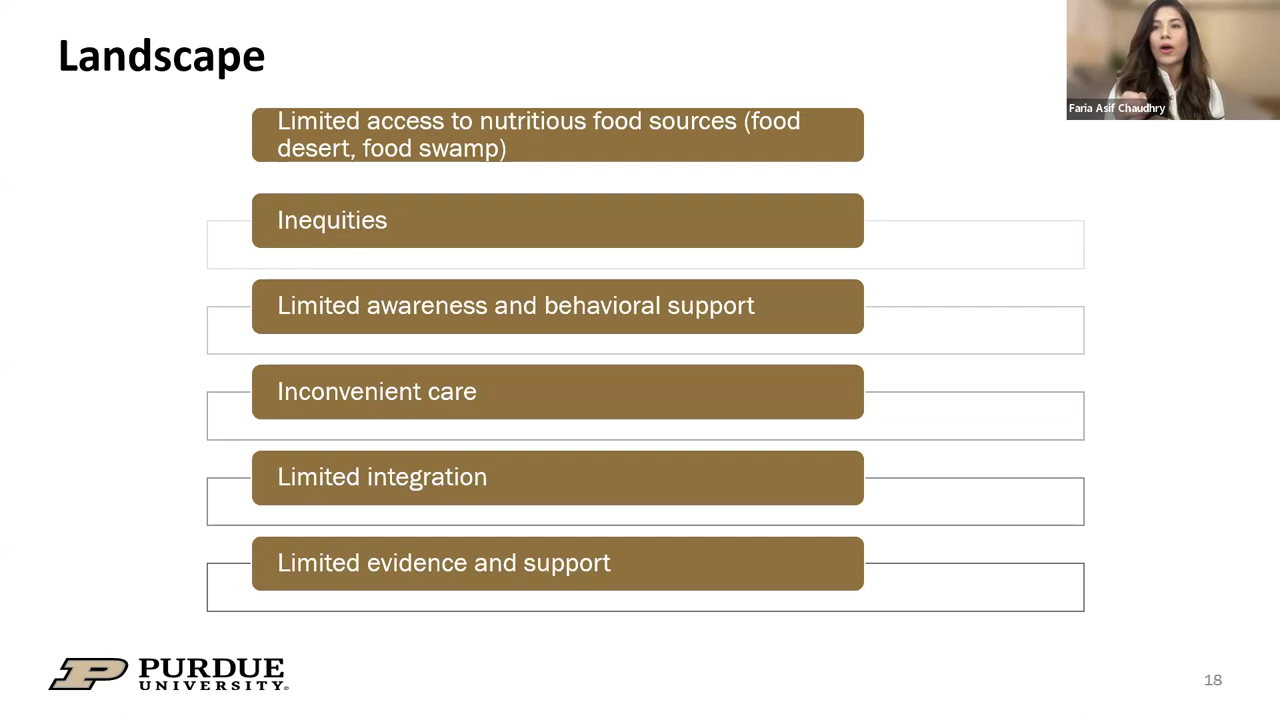 Landscape
Faria Asif Chaudhry
Limited access to nutritious food sources (food
desert, food swamp)
Inequities
Limited awareness and behavioral support
Inconvenient care
Limited integration
Limited evidence and support
PURDUE
UNIVERSITY®
18